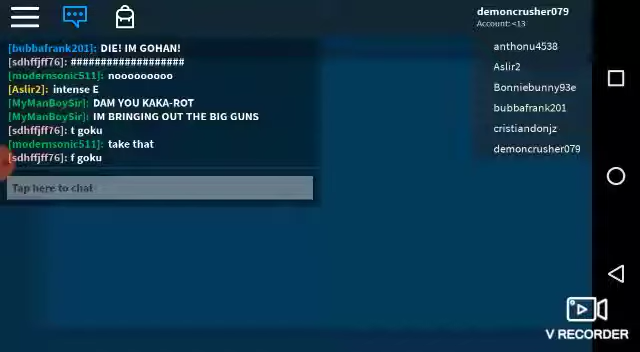 demoncrusher079
Account: <13
[bubbafrank201]: DIE! IM GOHAN!
[sdhffjff76]: ###################
[modernsonic511]: nooooooooo
[Aslir2]: intense E
[MyManBoySir]: DAM YOU KAKA-ROT
[MyManBoySir]: IM BRINGING OUT THE BIG GUNS
[sdhffjff76]: t goku
[modernsonic511]: take that
[sdhffjff76]: f goku
Tap here to chat
anthonu4538
Aslir2
Bonniebunny93e
bubbafrank201
cristiandonjz
demoncrusher079
V RECORDER